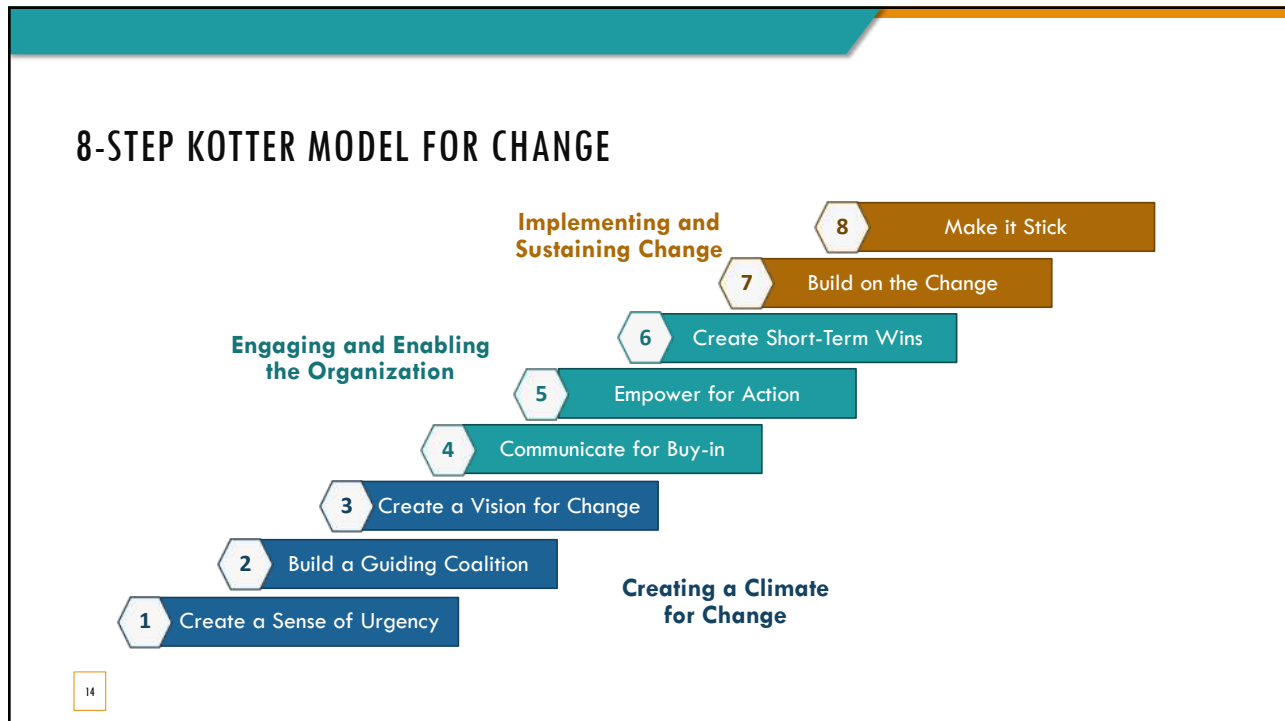 8-STEP KOTTER MODEL FOR CHANGE
Implementing and
Sustaining Change
8
Make it Stick
7
Build on the Change
Engaging and Enabling
the Organization
6
Create Short-Term Wins
5
Empower for Action
4
Communicate for Buy-in
3
Create a Vision for Change
2
Build a Guiding Coalition
Creating a Climate
for Change
1
Create a Sense of Urgency
14